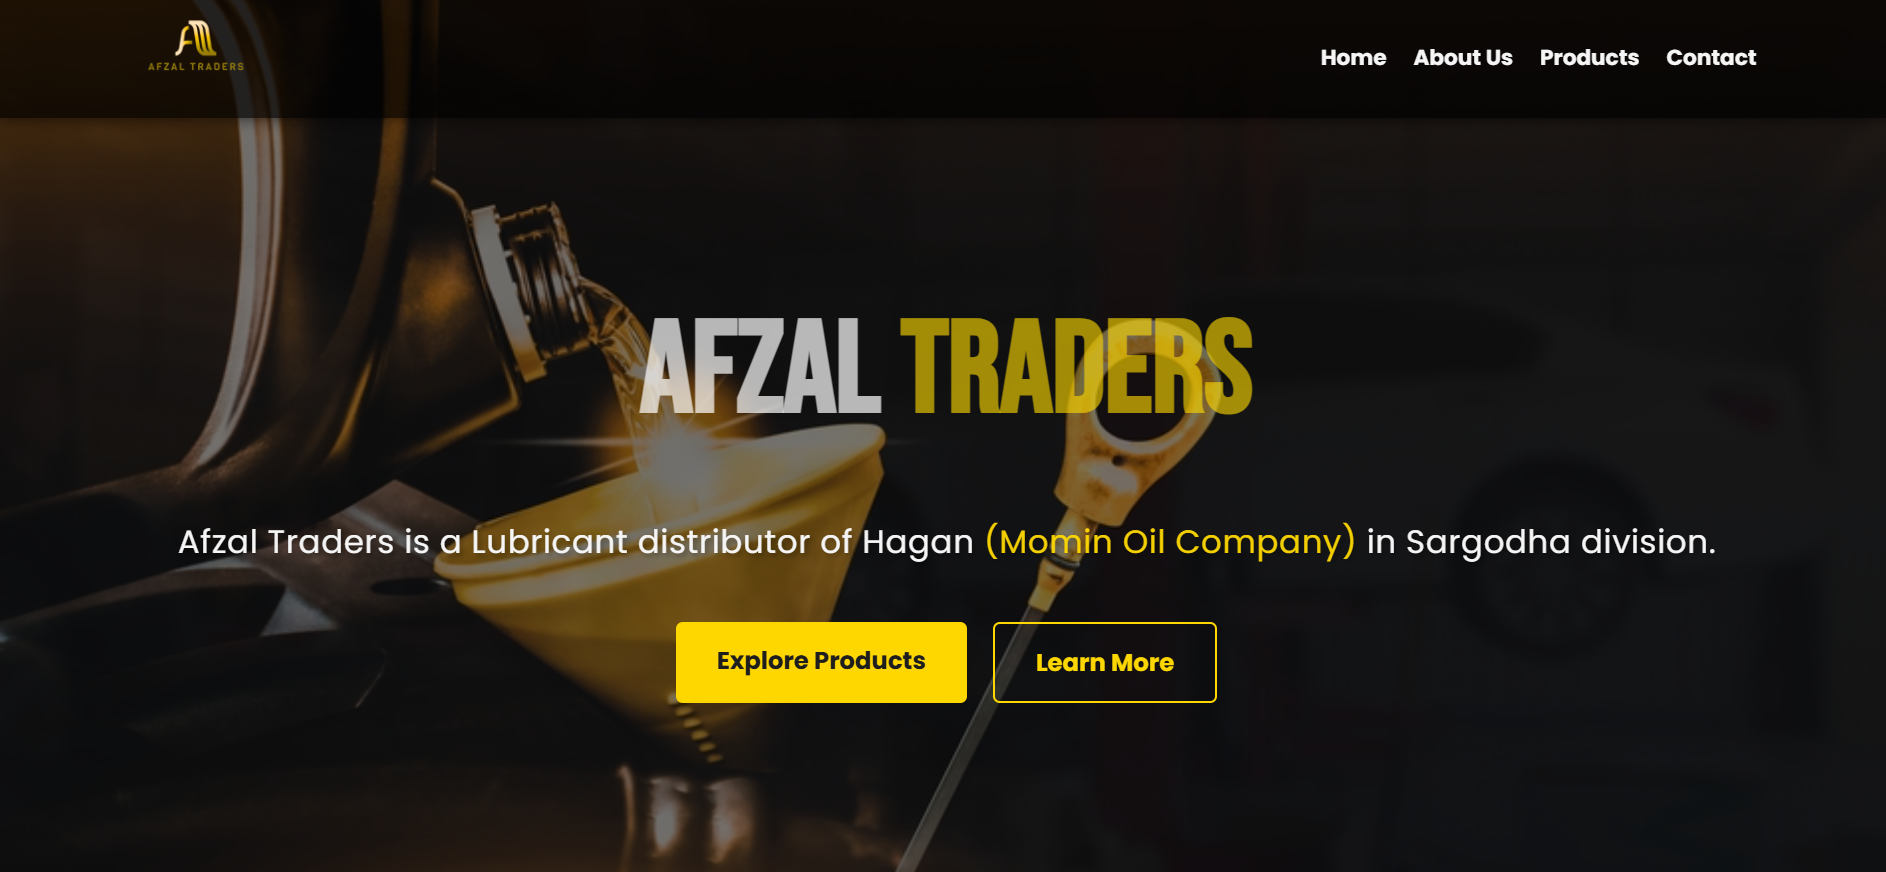 AFZAL TRADERS
Home About Us Products Contact
AFZAL TRADERS
Afzal Traders is a Lubricant distributor of Hagan (Momin Oil Company) in Sargodha division.
Explore Products Learn More